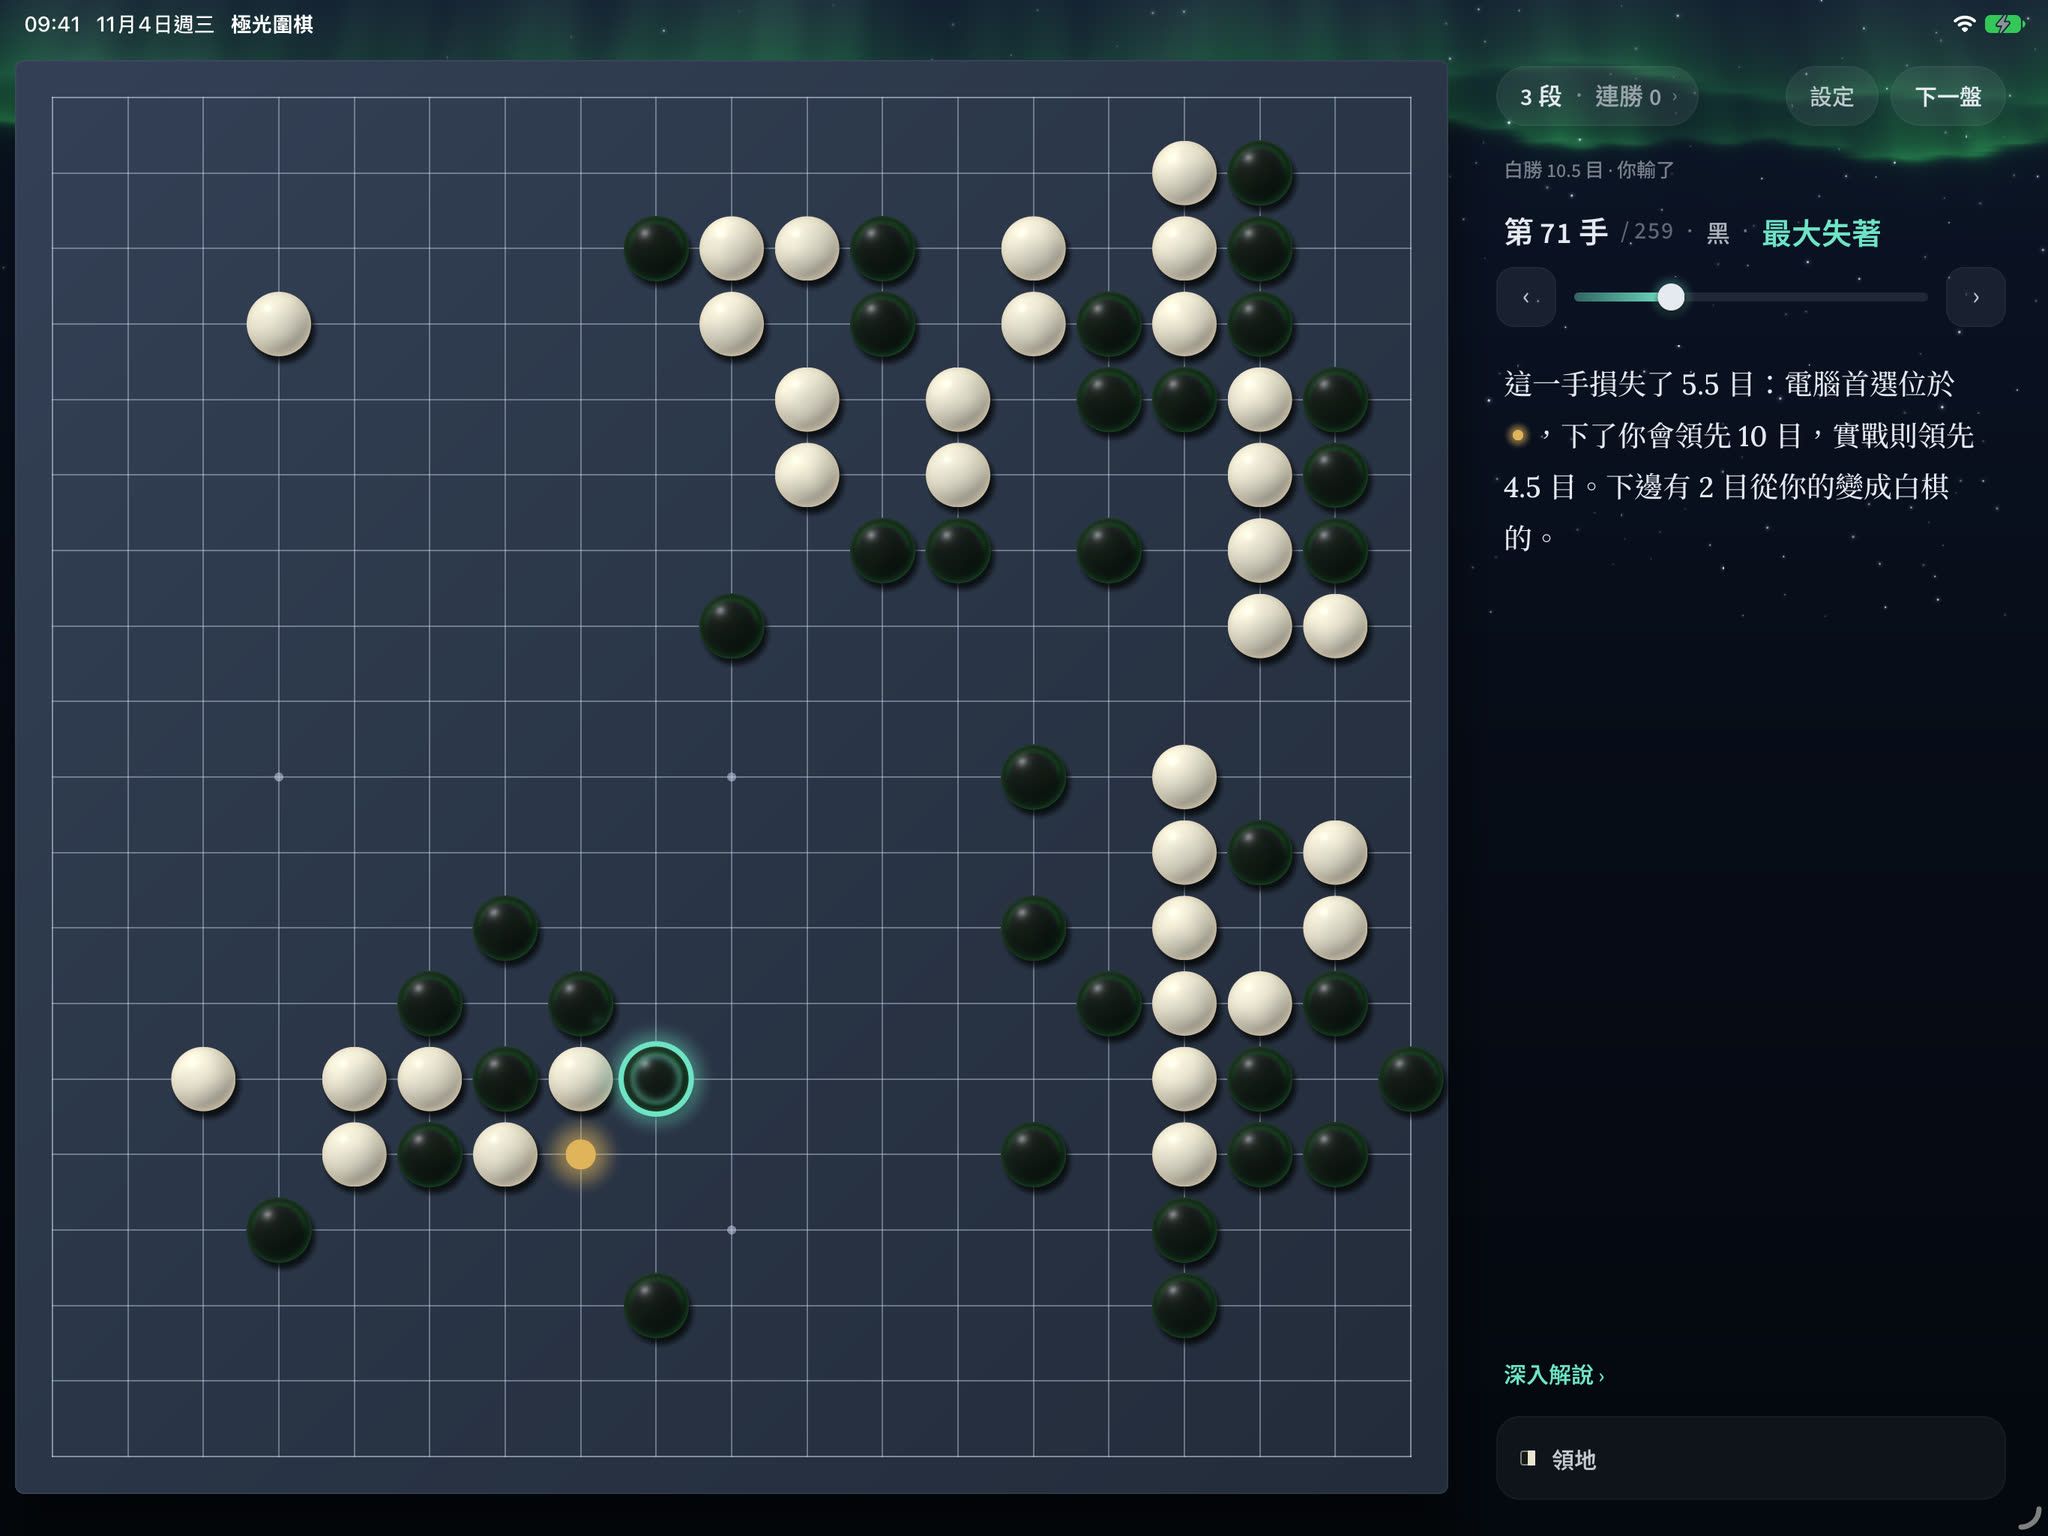 09:41 11月4日週三 極光圍棋
3 段 · 連勝 0 ›
設定
下一盤
白勝 10.5 目 · 你輸了
第 71 手 / 259 · 黑 · 最大失著
這一手損失了 5.5 目：電腦首選位於
，下了你會領先 10 目，實戰則領先
4.5 目。下邊有 2 目從你的變成白棋
的。
深入解說 ›
領地